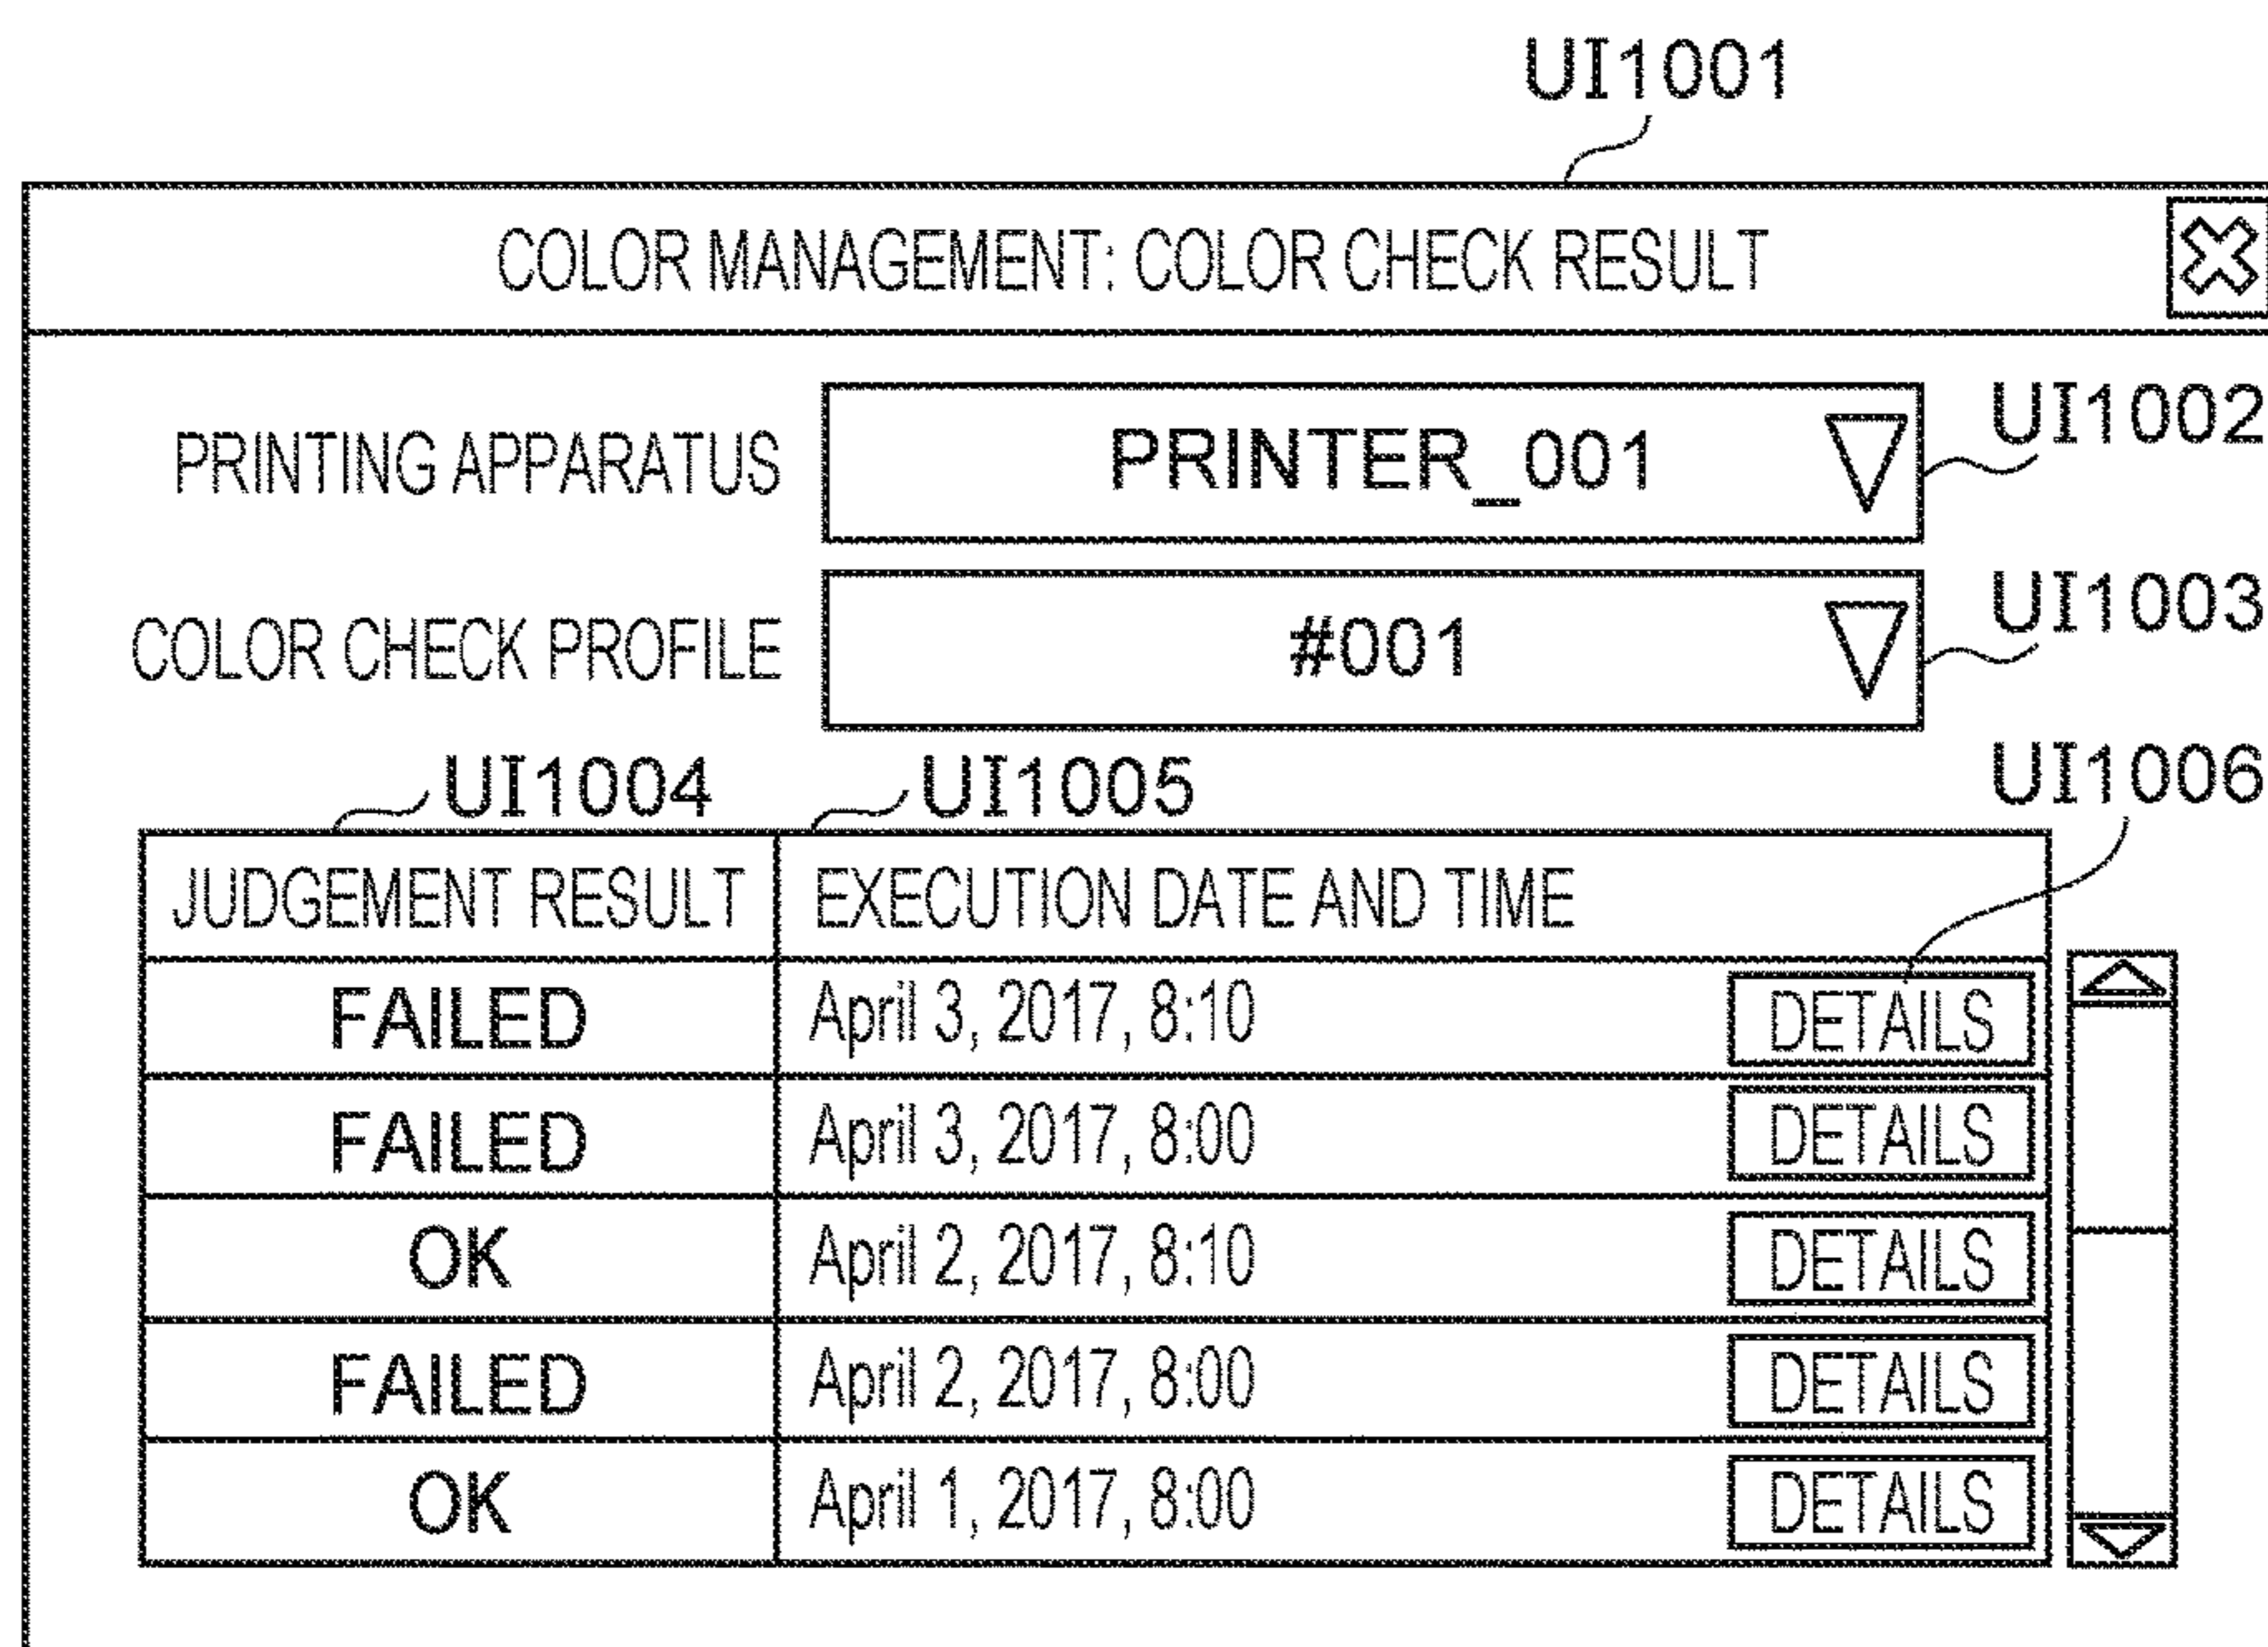 UI1001
COLOR MANAGEMENT: COLOR CHECK RESULT
PRINTING APPARATUS PRINTER_001 UI1002
COLOR CHECK PROFILE #001 UI1003
UI1004 UI1005 UI1006
JUDGEMENT RESULT EXECUTION DATE AND TIME
FAILED April 3, 2017, 8:10 DETAILS
FAILED April 3, 2017, 8:00 DETAILS
OK April 2, 2017, 8:10 DETAILS
FAILED April 2, 2017, 8:00 DETAILS
OK April 1, 2017, 8:00 DETAILS